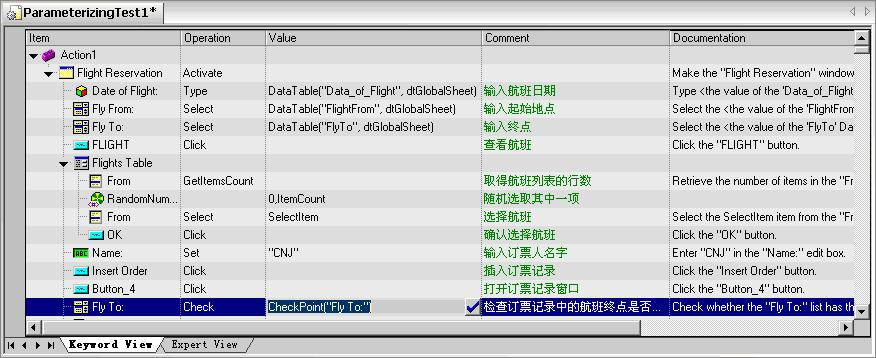 ParameterizingTest1*
Item Operation Value Comment Documentation
Action1
Flight Reservation Activate Make the "Flight Reservation" window
Date of Flight: Type DataTable("Data_of_Flight", dtGlobalSheet) 输入航班日期 Type <the value of the 'Data_of_Flight
Fly From: Select DataTable("FlightFrom", dtGlobalSheet) 输入起始地点 Select the <the value of the 'FlightFrom
Fly To: Select DataTable("FlyTo", dtGlobalSheet) 输入终点 Select the <the value of the 'FlyTo' Da
FLIGHT Click 查看航班 Click the "FLIGHT" button.
Flights Table
From GetItemsCount 取得航班列表的行数 Retrieve the number of items in the "Fr
RandomNum... 0,ItemCount 随机选取其中一项
From Select SelectItem 选择航班 Select the SelectItem item from the "Fr
OK Click 确认选择航班 Click the "OK" button.
Name: Set "CNJ" 输入订票人名字 Enter "CNJ" in the "Name:" edit box.
Insert Order Click 插入订票记录 Click the "Insert Order" button.
Button_4 Click 打开订票记录窗口 Click the "Button_4" button.
Fly To: Check CheckPoint("Fly To:") 检查订票记录中的航班终点是否... Check whether the "Fly To:" list has th
Keyword View Expert View